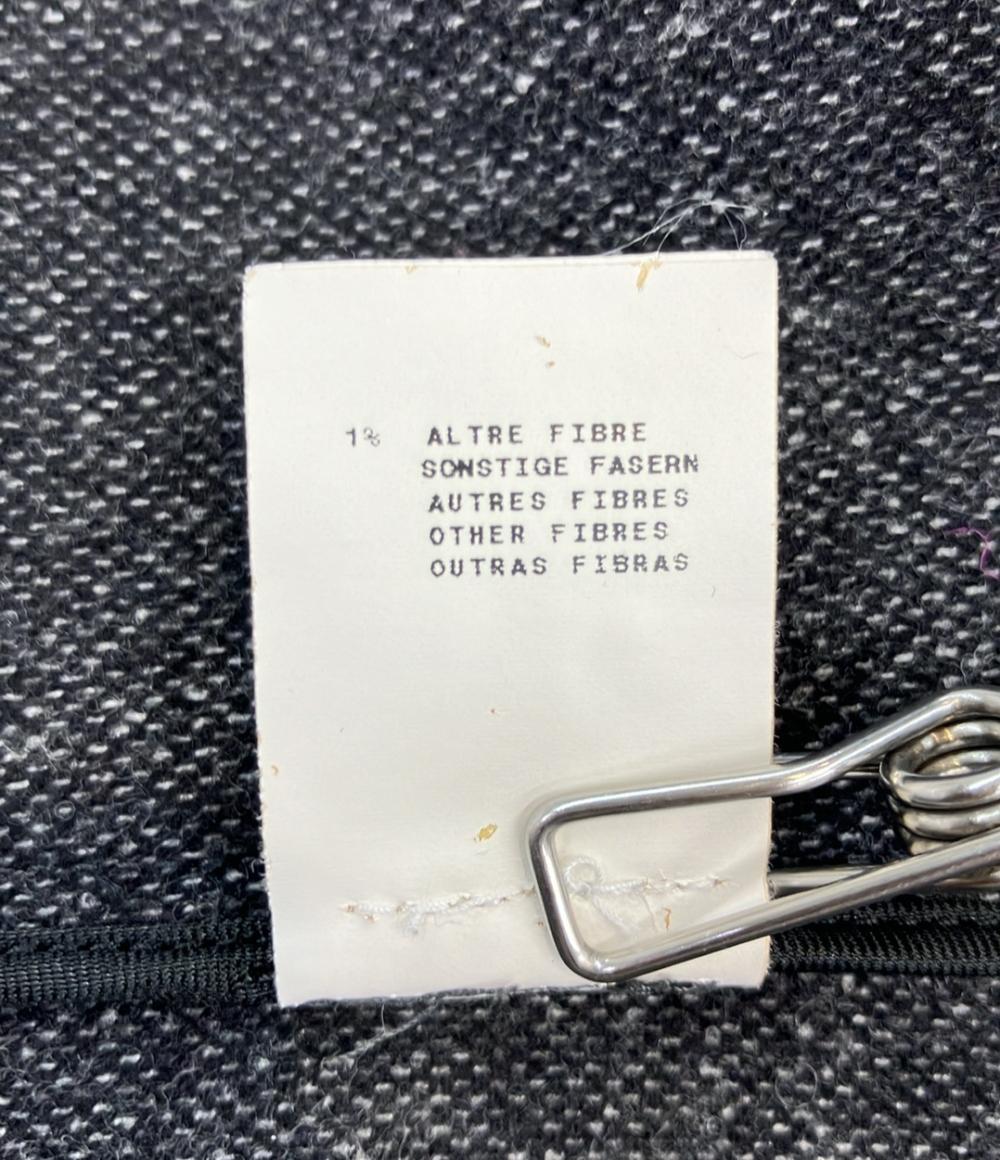 1% ALTRE FIBRE
SONSTIGE FASERN
AUTRES FIBRES
OTHER FIBRES
OUTRAS FIBRAS